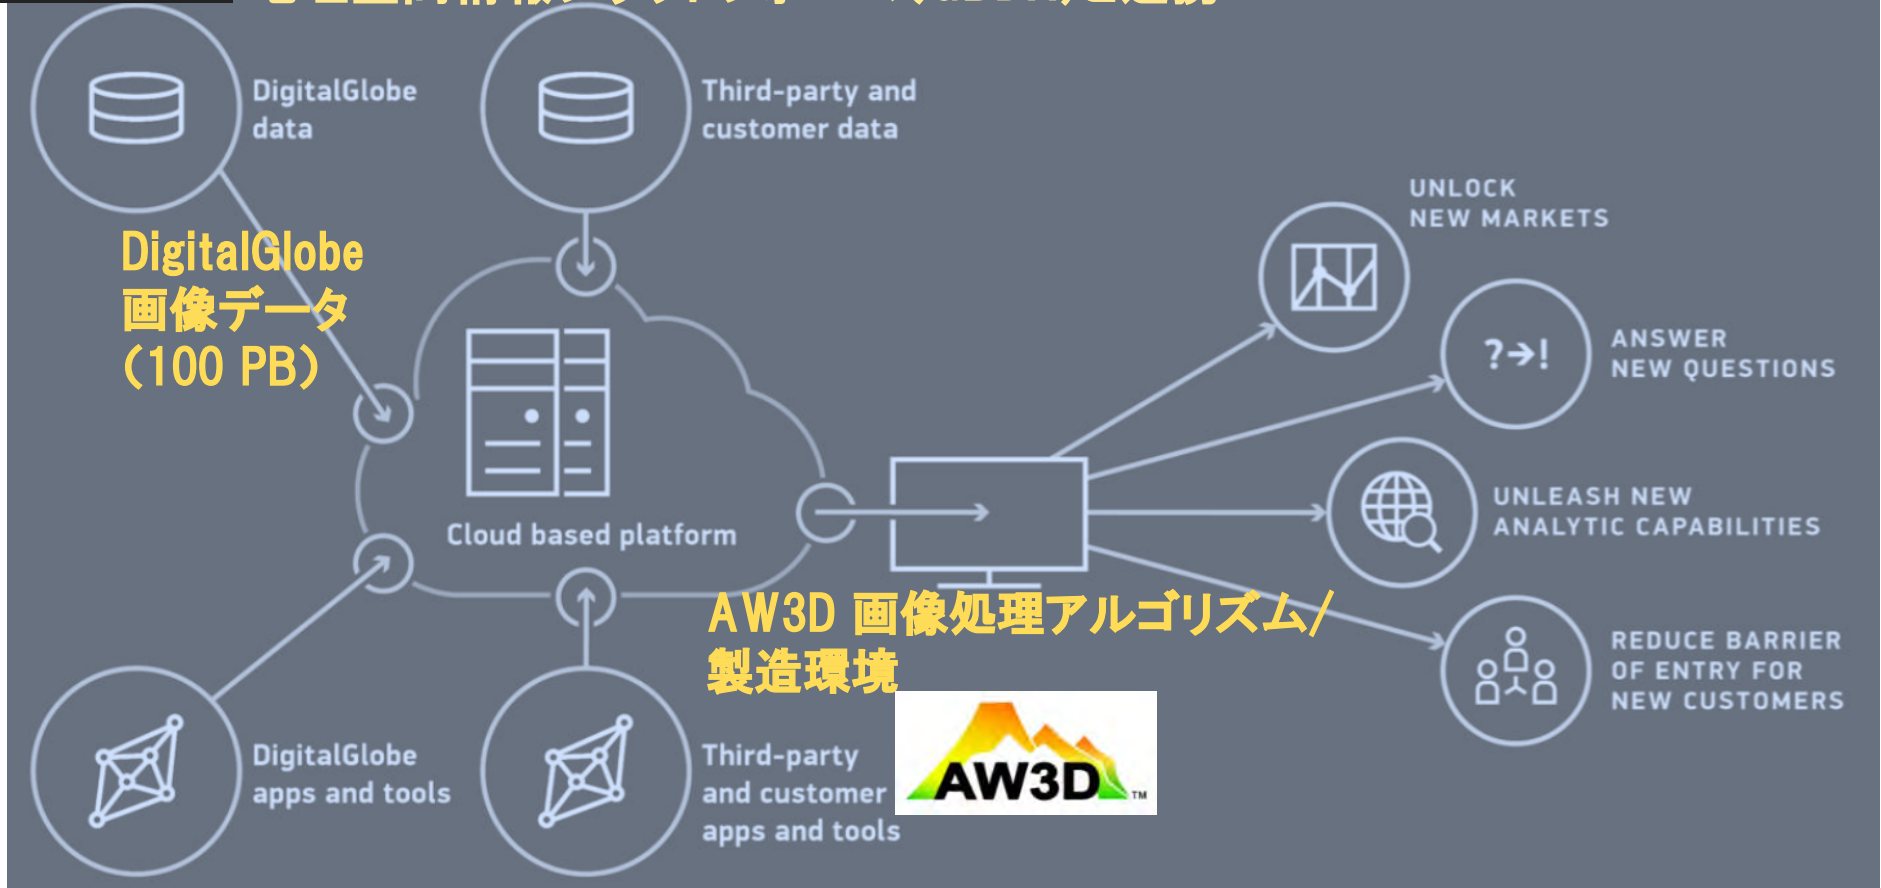 DigitalGlobe
data
Third-party and
customer data
DigitalGlobe
画像データ
(100 PB)
UNLOCK
NEW MARKETS
?→!
ANSWER
NEW QUESTIONS
Cloud based platform
UNLEASH NEW
ANALYTIC CAPABILITIES
AW3D 画像処理アルゴリズム/
製造環境
REDUCE BARRIER
OF ENTRY FOR
NEW CUSTOMERS
DigitalGlobe
apps and tools
Third-party
and customer
apps and tools
AW3D™